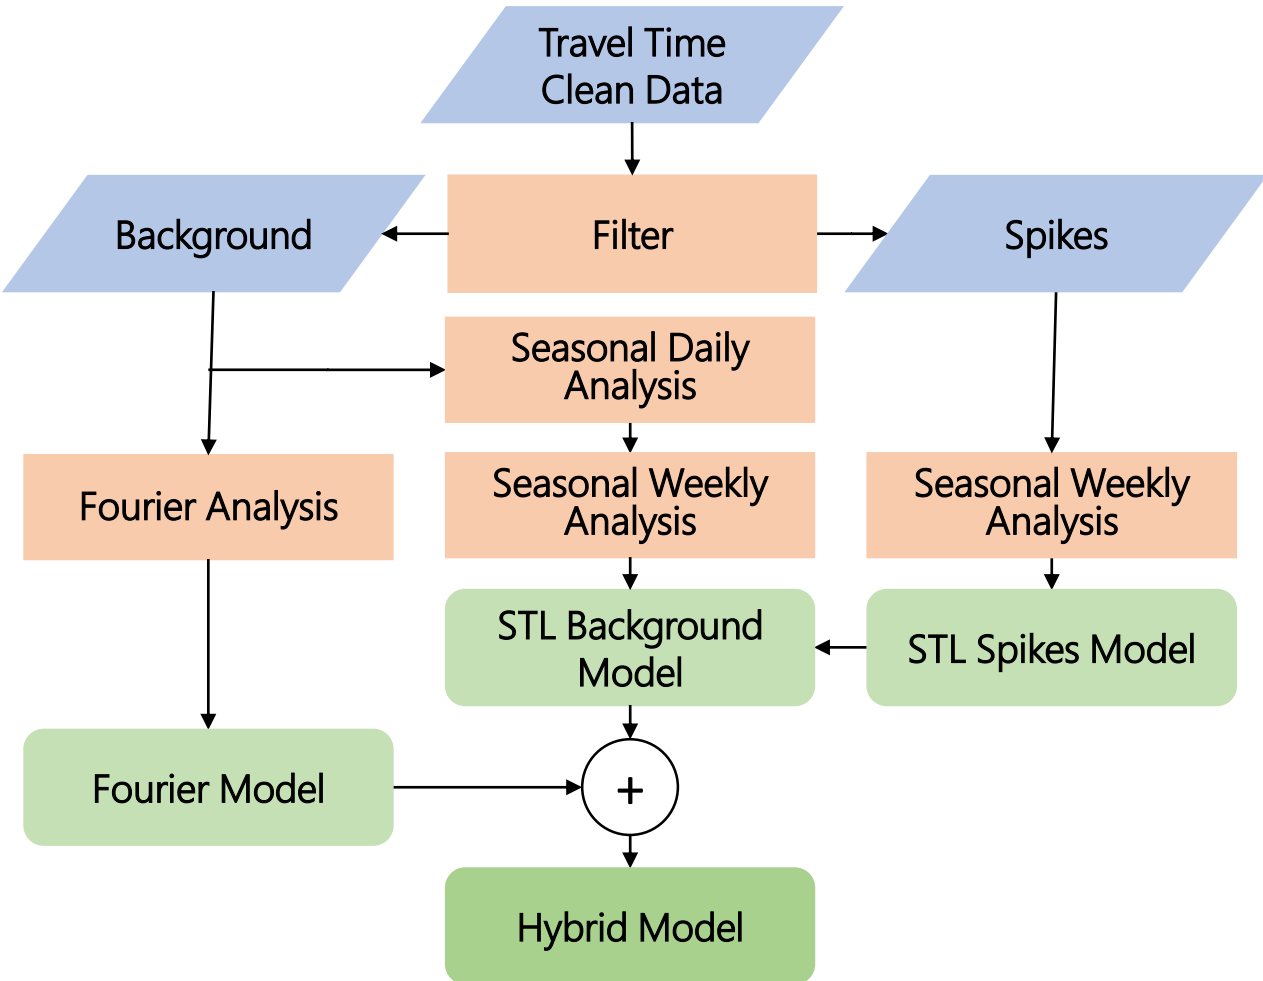 Travel Time
Clean Data
Background
Filter
Spikes
Seasonal Daily
Analysis
Fourier Analysis
Seasonal Weekly
Analysis
Seasonal Weekly
Analysis
STL Background
Model
STL Spikes Model
Fourier Model
+
Hybrid Model